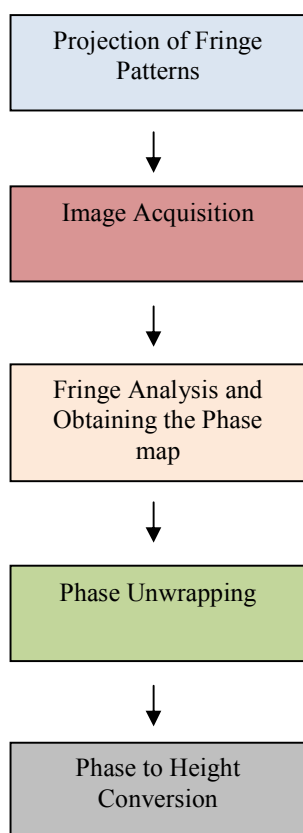 Projection of Fringe
Patterns
Image Acquisition
Fringe Analysis and
Obtaining the Phase
map
Phase Unwrapping
Phase to Height
Conversion